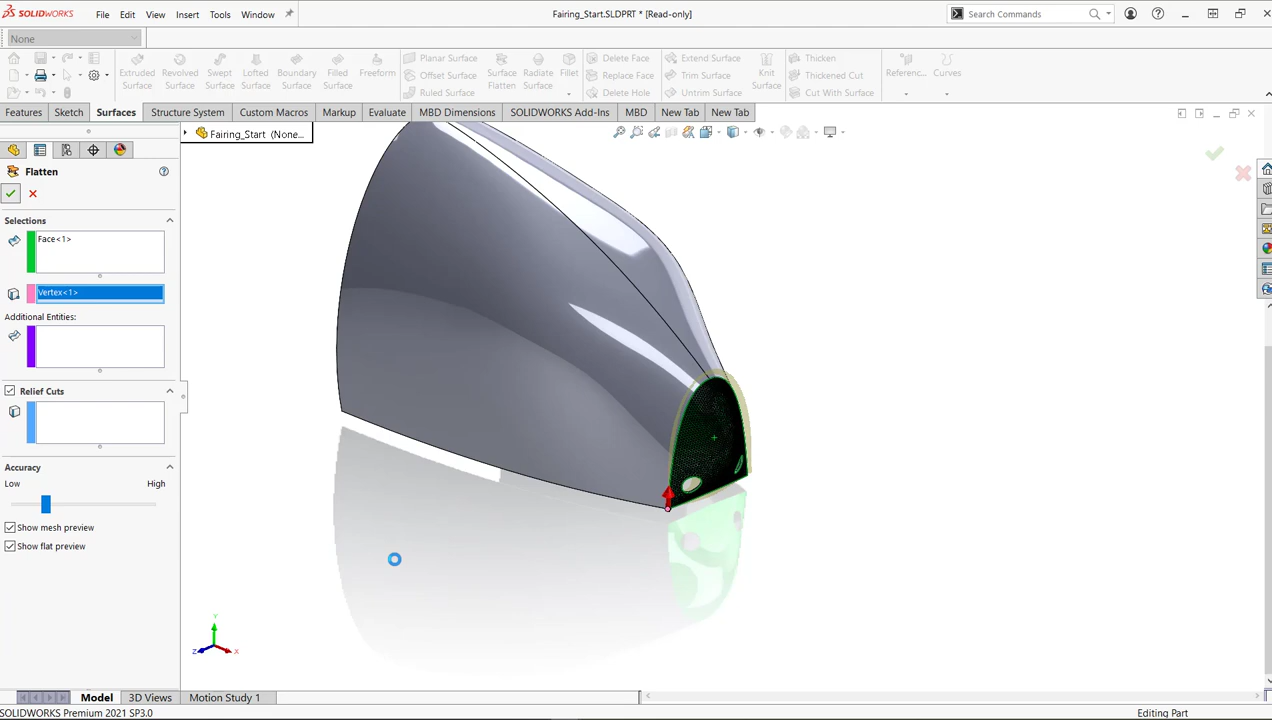 SOLIDWORKS
File
Edit
View
Insert
Tools
Window
Fairing_Start.SLDPRT * [Read-only]
Search Commands
None
Extruded Surface
Revolved Surface
Swept Surface
Lofted Surface
Boundary Surface
Filled Surface
Freeform
Planar Surface
Offset Surface
Ruled Surface
Surface Flatten
Radiate Surface
Fillet
Delete Face
Replace Face
Delete Hole
Extend Surface
Trim Surface
Untrim Surface
Knit Surface
Thicken
Thickened Cut
Cut With Surface
Referenc...
Curves
Features
Sketch
Surfaces
Structure System
Custom Macros
Markup
Evaluate
MBD Dimensions
SOLIDWORKS Add-Ins
MBD
New Tab
New Tab
Fairing_Start (None...
Flatten
Selections
Face<1>
Vertex<1>
Additional Entities:
Relief Cuts
Accuracy
Low
High
Show mesh preview
Show flat preview
Y
Z
X
Model
3D Views
Motion Study 1
SOLIDWORKS Premium 2021 SP3.0
Editing Part